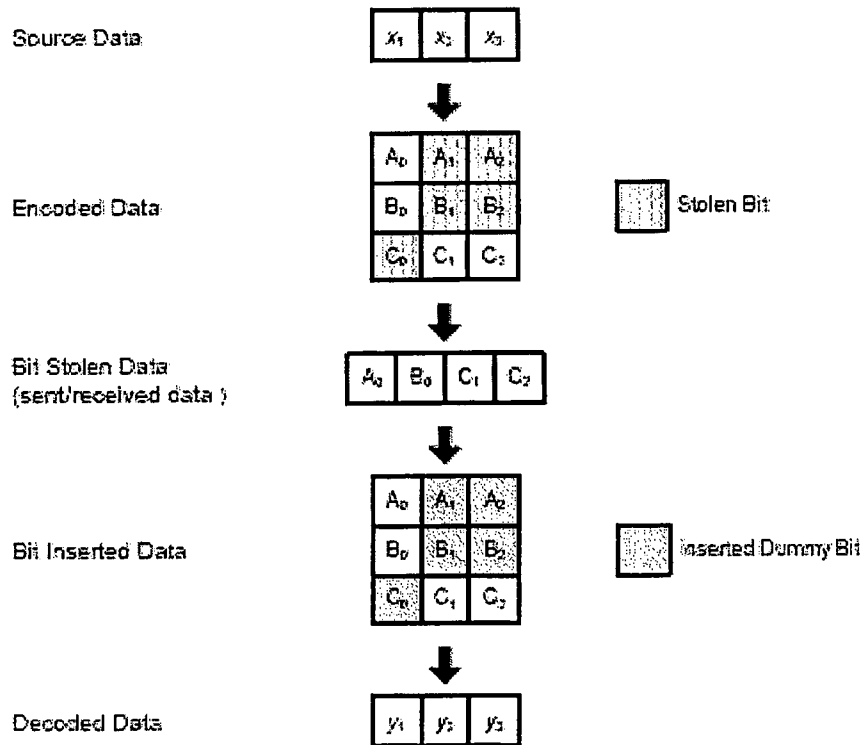 Source Data
x₁ x₂ x₃
A₀ A₁ A₂
Encoded Data
B₀ B₁ B₂
Stolen Bit
C₀ C₁ C₂
Bit Stolen Data
(sent/received data )
A₀ B₀ C₁ C₂
A₀ A₁ A₂
Bit Inserted Data
B₀ B₁ B₂
Inserted Dummy Bit
C₀ C₁ C₂
Decoded Data
y₁ y₂ y₃